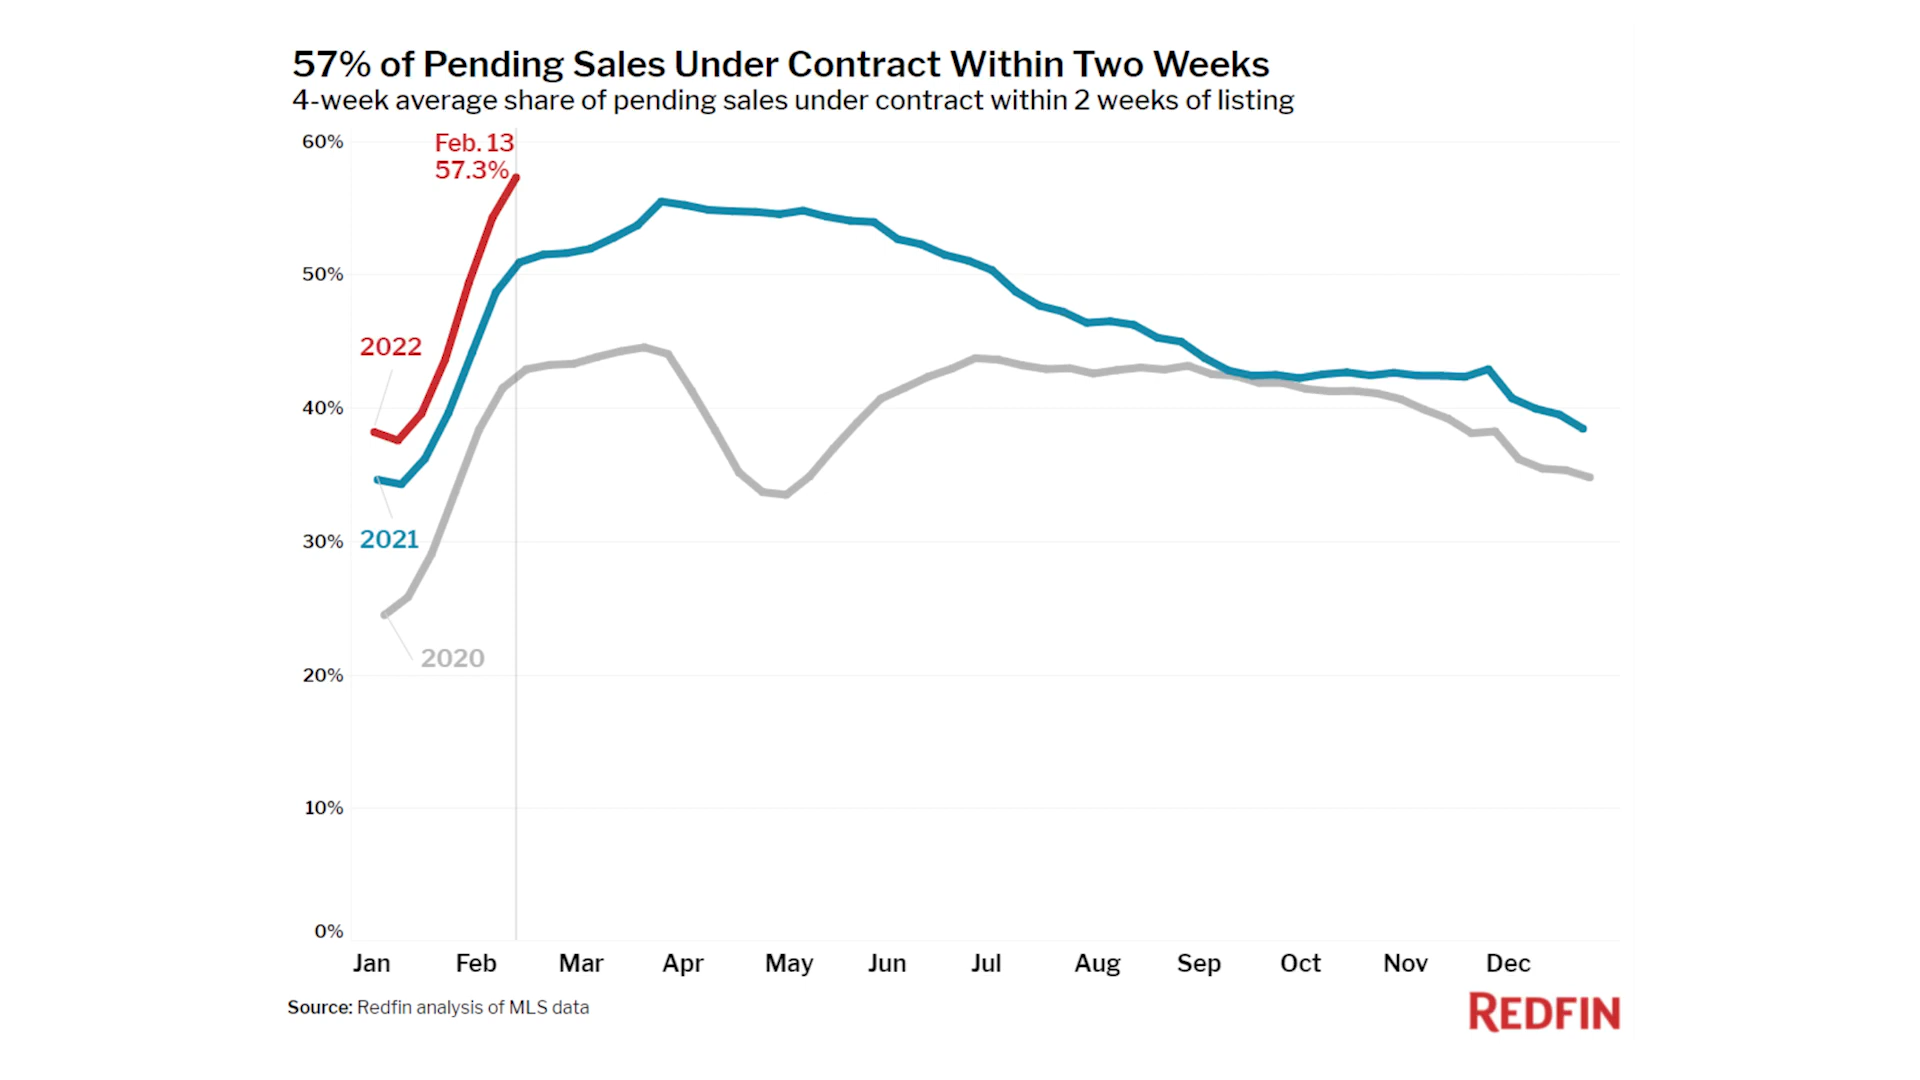 57% of Pending Sales Under Contract Within Two Weeks
4-week average share of pending sales under contract within 2 weeks of listing
60%
Feb. 13
57.3%
50%
2022
40%
30%
2021
2020
20%
10%
0%
Jan Feb Mar Apr May Jun Jul Aug Sep Oct Nov Dec
Source: Redfin analysis of MLS data
REDFIN